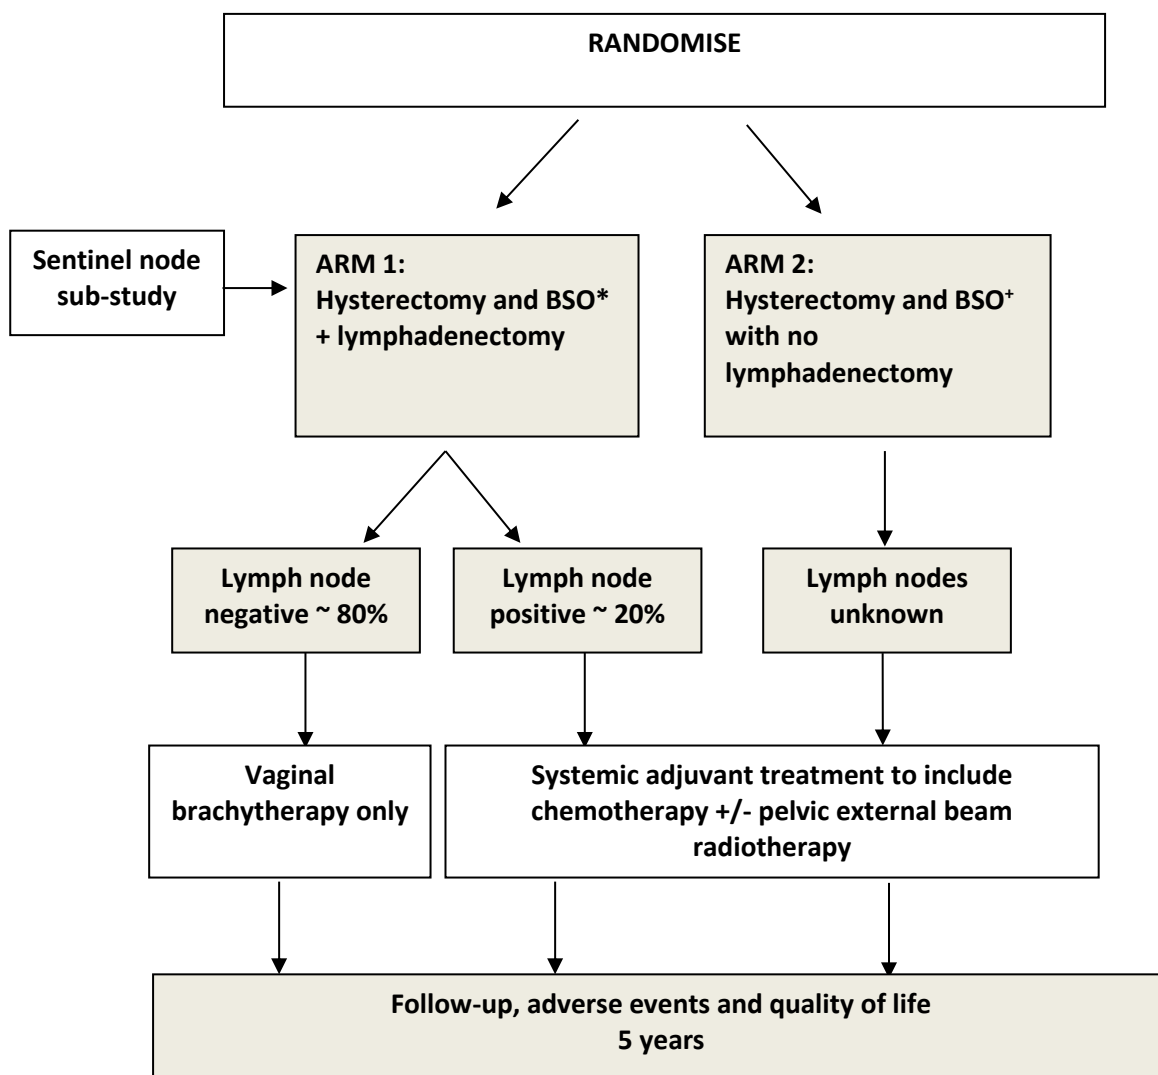 RANDOMISE
Sentinel node
sub-study
ARM 1:
Hysterectomy and BSO*
+ lymphadenectomy
ARM 2:
Hysterectomy and BSO⁺
with no
lymphadenectomy
Lymph node
negative ~ 80%
Lymph node
positive ~ 20%
Lymph nodes
unknown
Vaginal
brachytherapy only
Systemic adjuvant treatment to include
chemotherapy +/- pelvic external beam
radiotherapy
Follow-up, adverse events and quality of life
5 years